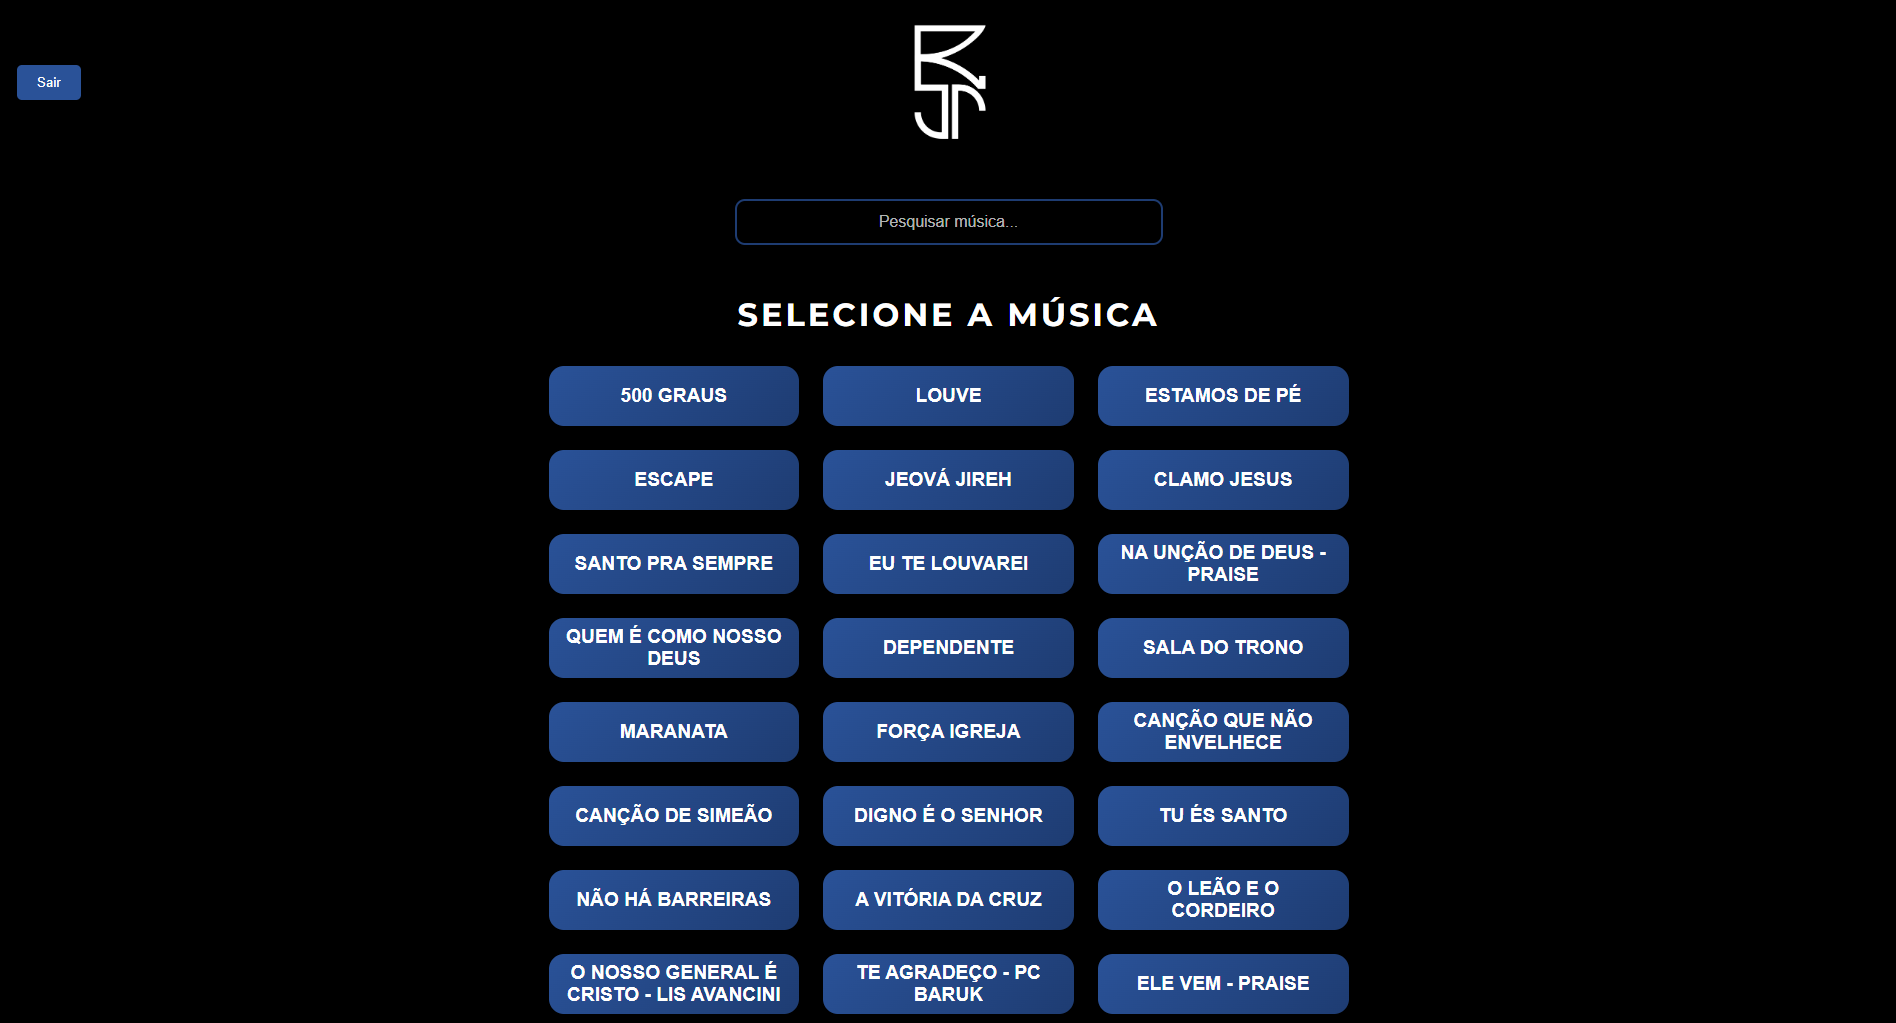 Sair
Pesquisar música...
SELECIONE A MÚSICA
500 GRAUS
LOUVE
ESTAMOS DE PÉ
ESCAPE
JEOVÁ JIREH
CLAMO JESUS
SANTO PRA SEMPRE
EU TE LOUVAREI
NA UNÇÃO DE DEUS -
PRAISE
QUEM É COMO NOSSO
DEUS
DEPENDENTE
SALA DO TRONO
MARANATA
FORÇA IGREJA
CANÇÃO QUE NÃO
ENVELHECE
CANÇÃO DE SIMEÃO
DIGNO É O SENHOR
TU ÉS SANTO
NÃO HÁ BARREIRAS
A VITÓRIA DA CRUZ
O LEÃO E O
CORDEIRO
O NOSSO GENERAL É
CRISTO - LIS AVANCINI
TE AGRADEÇO - PC
BARUK
ELE VEM - PRAISE